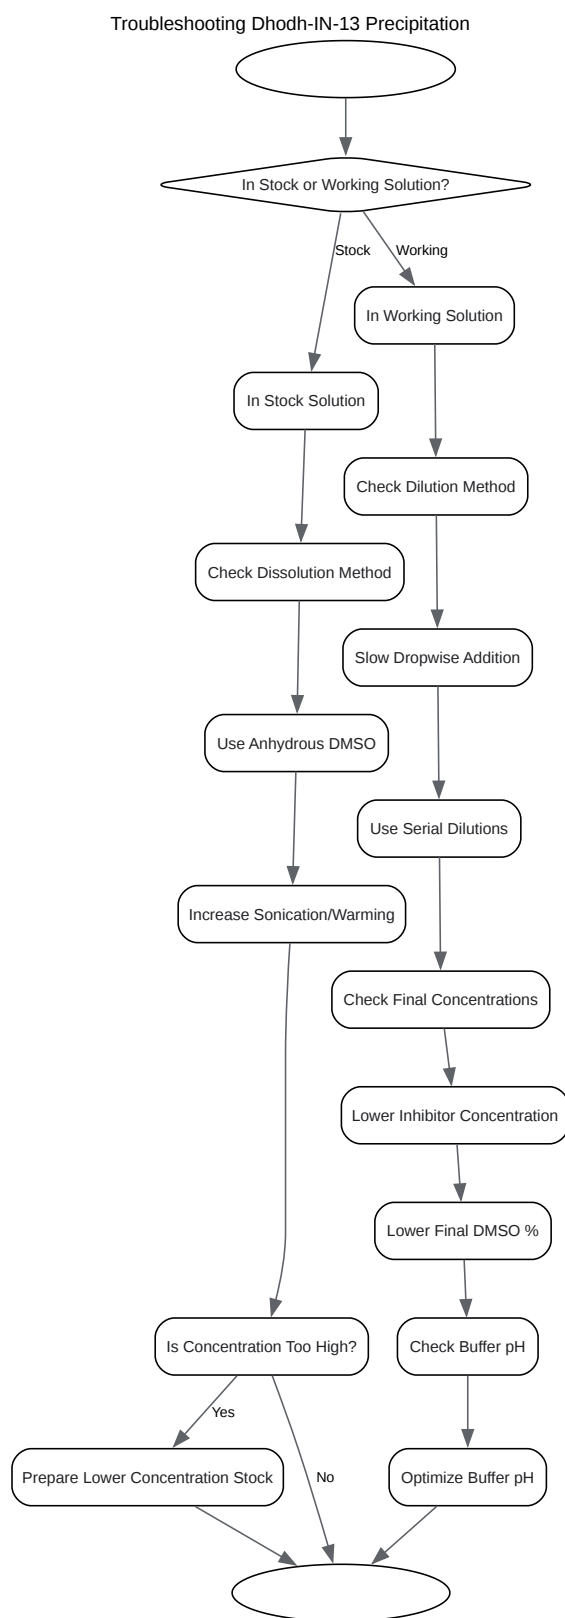 Troubleshooting Dhodh-IN-13 Precipitation
In Stock or Working Solution?
Stock
Working
In Working Solution
In Stock Solution
Check Dilution Method
Check Dissolution Method
Slow Dropwise Addition
Use Anhydrous DMSO
Use Serial Dilutions
Increase Sonication/Warming
Check Final Concentrations
Lower Inhibitor Concentration
Lower Final DMSO %
Is Concentration Too High?
Check Buffer pH
Yes
Prepare Lower Concentration Stock
No
Optimize Buffer pH